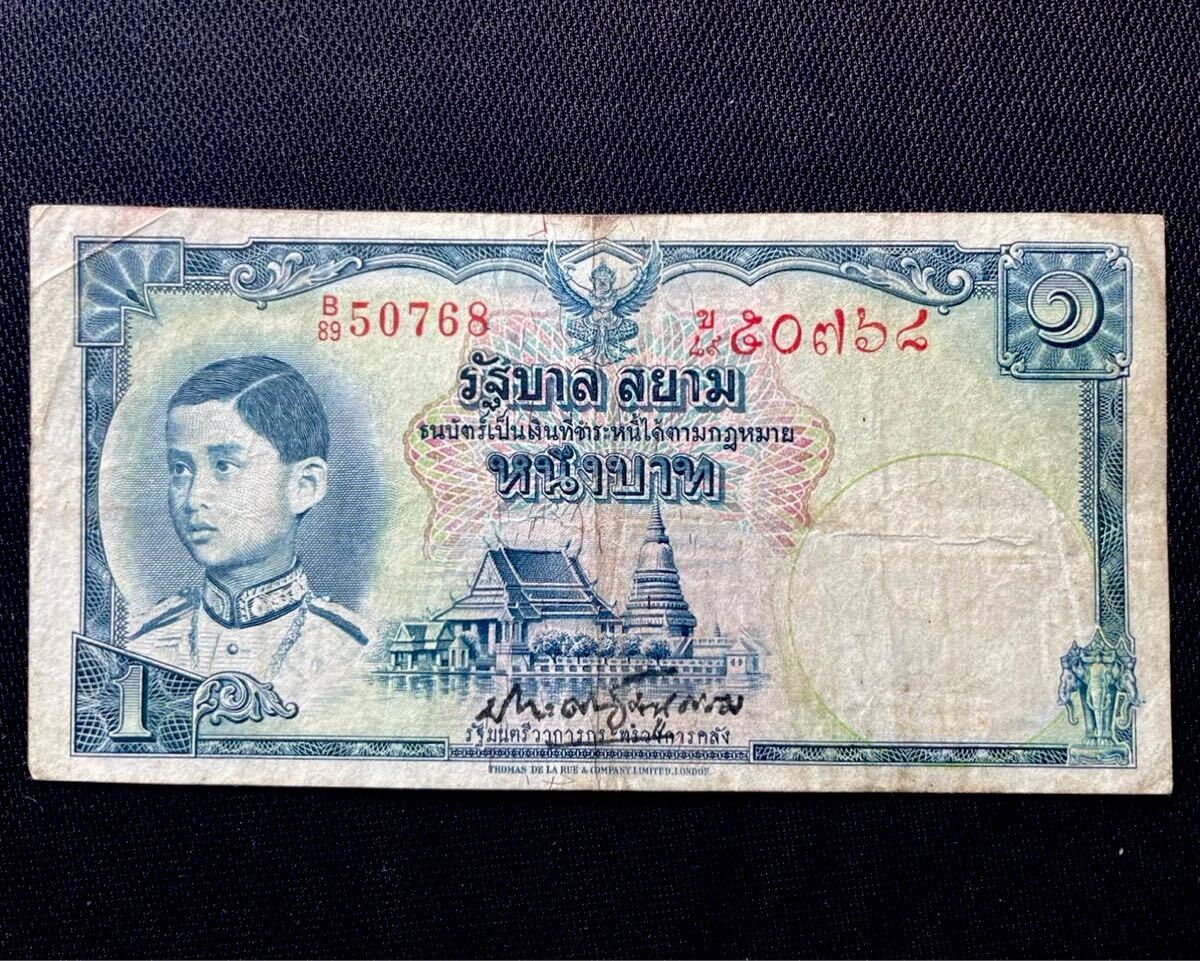 ๑
B/89 50768
ข/๘๙ ๕๐๗๖๘
รัฐบาล สยาม
ธนบัตร์เป็นเงินที่ชำระหนี้ได้ตามกฎหมาย
หนึ่งบาท
1
รัฐมนตรีว่าการกระทรวงการคลัง
THOMAS DE LA RUE & COMPANY LIMITED, LONDON.